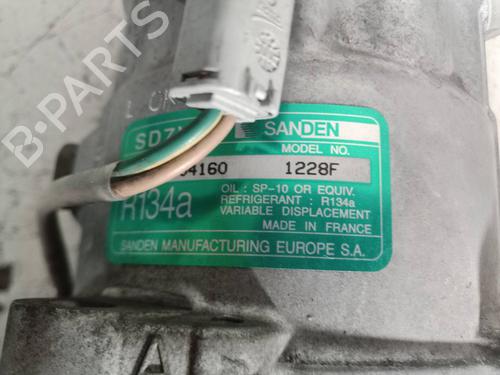 SANDEN
MODEL NO.
1228F
OIL : SP-10 OR EQUIV.
REFRIGERANT : R134a
R134a
VARIABLE DISPLACEMENT
MADE IN FRANCE
SANDEN MANUFACTURING EUROPE S.A.
A
B-PARTS